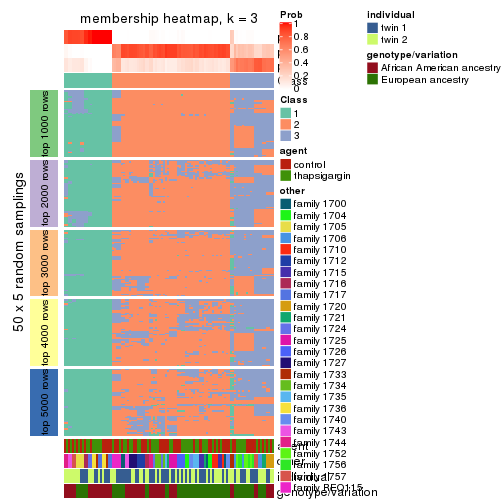 membership heatmap, k = 3
50 x 5 random samplings
top 1000 rows
top 2000 rows
top 3000 rows
top 4000 rows
top 5000 rows
Prob
1
0.8
0.6
0.4
0.2
0
Class
1
2
3
agent
control
thapsigargin
other
family 1700
family 1704
family 1705
family 1706
family 1710
family 1712
family 1715
family 1716
family 1717
family 1720
family 1721
family 1724
family 1725
family 1726
family 1727
family 1733
family 1734
family 1735
family 1736
family 1740
family 1743
family 1744
family 1752
family 1756
family 1757
family REO115
individual
twin 1
twin 2
genotype/variation
African American ancestry
European ancestry
genotype/variation